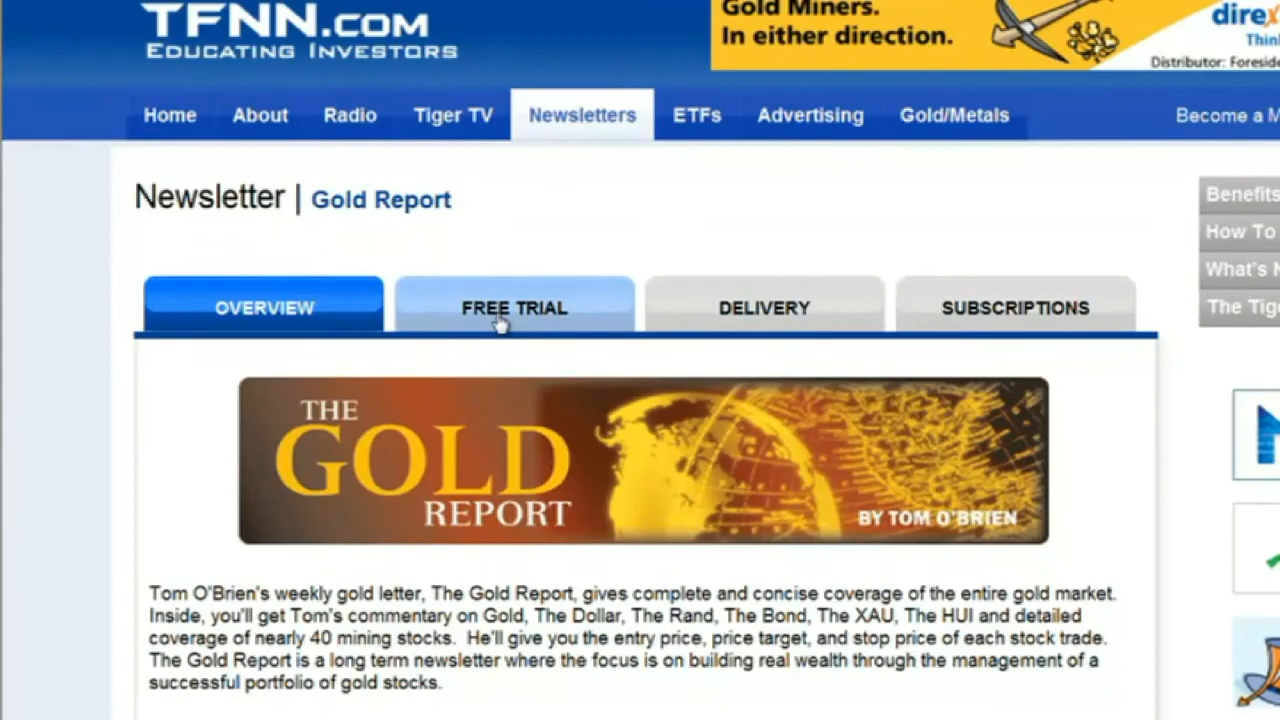 TFNN.COM
EDUCATING INVESTORS
Gold Miners.
In either direction.
Distributor:
Home About Radio Tiger TV Newsletters ETFs Advertising Gold/Metals Become a
Newsletter | Gold Report
Benefits
How To
What's
The
OVERVIEW FREE TRIAL DELIVERY SUBSCRIPTIONS
THE
GOLD
REPORT
BY TOM O'BRIEN
Tom O'Brien's weekly gold letter, The Gold Report, gives complete and concise coverage of the entire gold market.
Inside, you'll get Tom's commentary on Gold, The Dollar, The Rand, The Bond, The XAU, The HUI and detailed
coverage of nearly 40 mining stocks. He'll give you the entry price, price target, and stop price of each stock trade.
The Gold Report is a long term newsletter where the focus is on building real wealth through the management of a
successful portfolio of gold stocks.